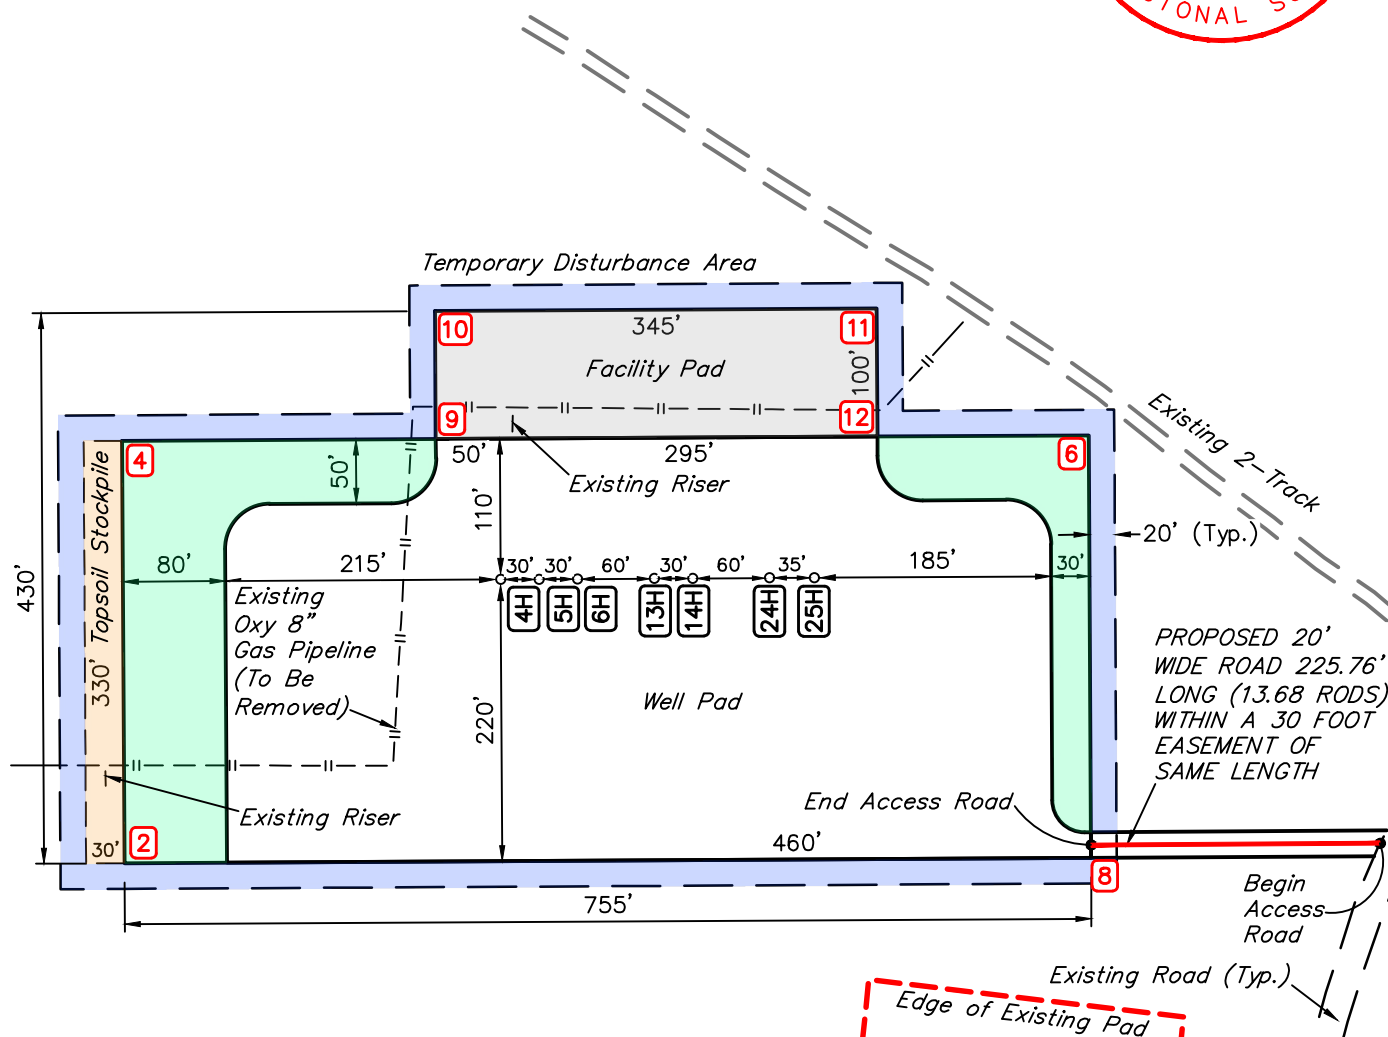 IONAL S
Temporary Disturbance Area
10
345'
11
Facility Pad
100'
9
12
4
50'
295'
6
Existing 2-Track
50'
Existing Riser
110'
20' (Typ.)
430'
330' Topsoil Stockpile
80'
215'
30'
30'
60'
30'
60'
35'
185'
30'
4H
5H
6H
13H
14H
24H
25H
Existing
Oxy 8"
Gas Pipeline
(To Be
Removed)
220'
Well Pad
PROPOSED 20'
WIDE ROAD 225.76'
LONG (13.68 RODS)
WITHIN A 30 FOOT
EASEMENT OF
SAME LENGTH
End Access Road
Existing Riser
30'
2
460'
8
755'
Begin
Access
Road
Existing Road (Typ.)
Edge of Existing Pad